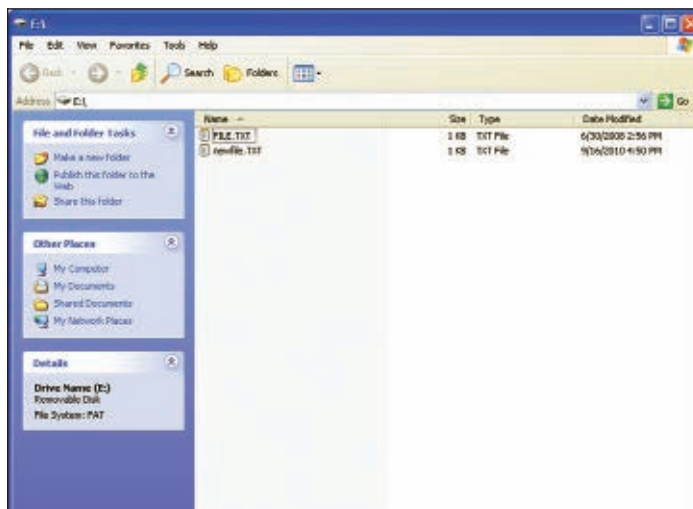 E:\
File Edit View Favorites Tools Help
Back Search Folders
Address E:\ Go
Name Size Type Date Modified
FILE.TXT 1 KB TXT File 6/30/2008 2:56 PM
newfile.TXT 1 KB TXT File 9/16/2010 4:50 PM
File and Folder Tasks
Make a new folder
Publish this folder to the
Web
Share this folder
Other Places
My Computer
My Documents
Shared Documents
My Network Places
Details
Drive Name (E:)
Removable Disk
File System: FAT